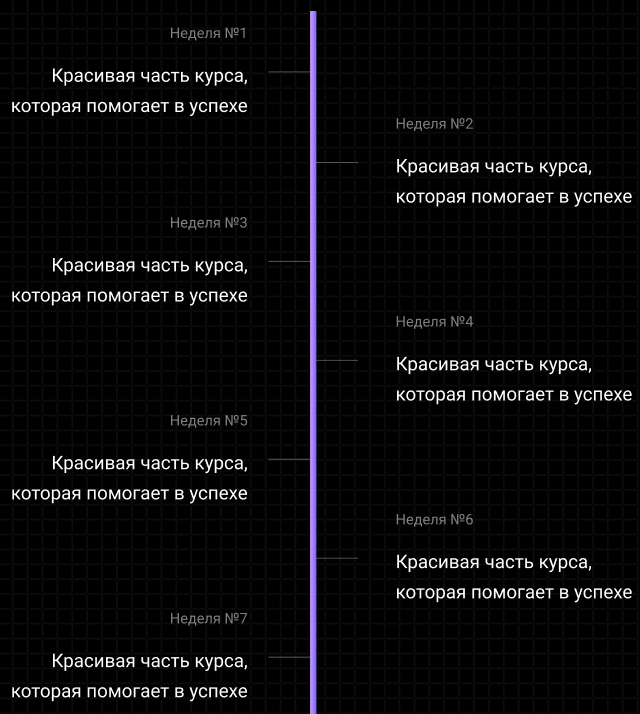 Неделя №1
Красивая часть курса,
которая помогает в успехе
Неделя №2
Красивая часть курса,
которая помогает в успехе
Неделя №3
Красивая часть курса,
которая помогает в успехе
Неделя №4
Красивая часть курса,
которая помогает в успехе
Неделя №5
Красивая часть курса,
которая помогает в успехе
Неделя №6
Красивая часть курса,
которая помогает в успехе
Неделя №7
Красивая часть курса,
которая помогает в успехе